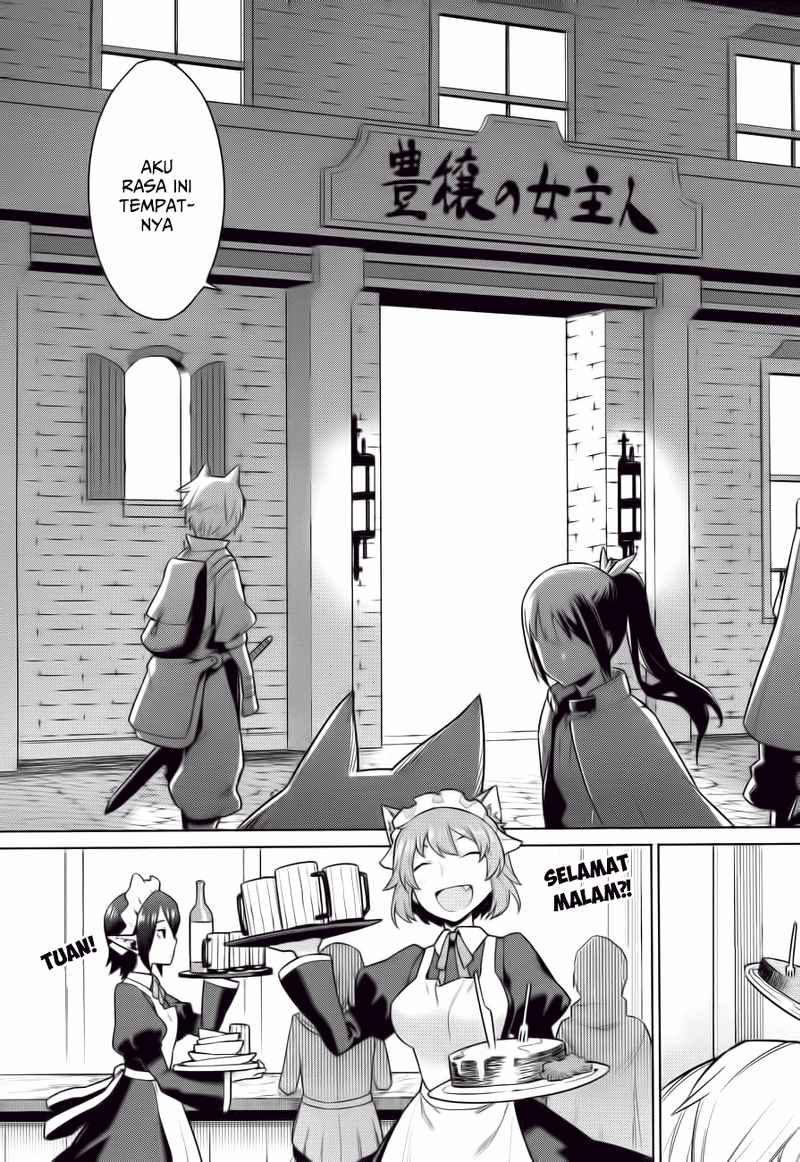 AKU
RASA INI
TEMPAT-
NYA
豊穣の女主人
SELAMAT
MALAM?!
TUAN!